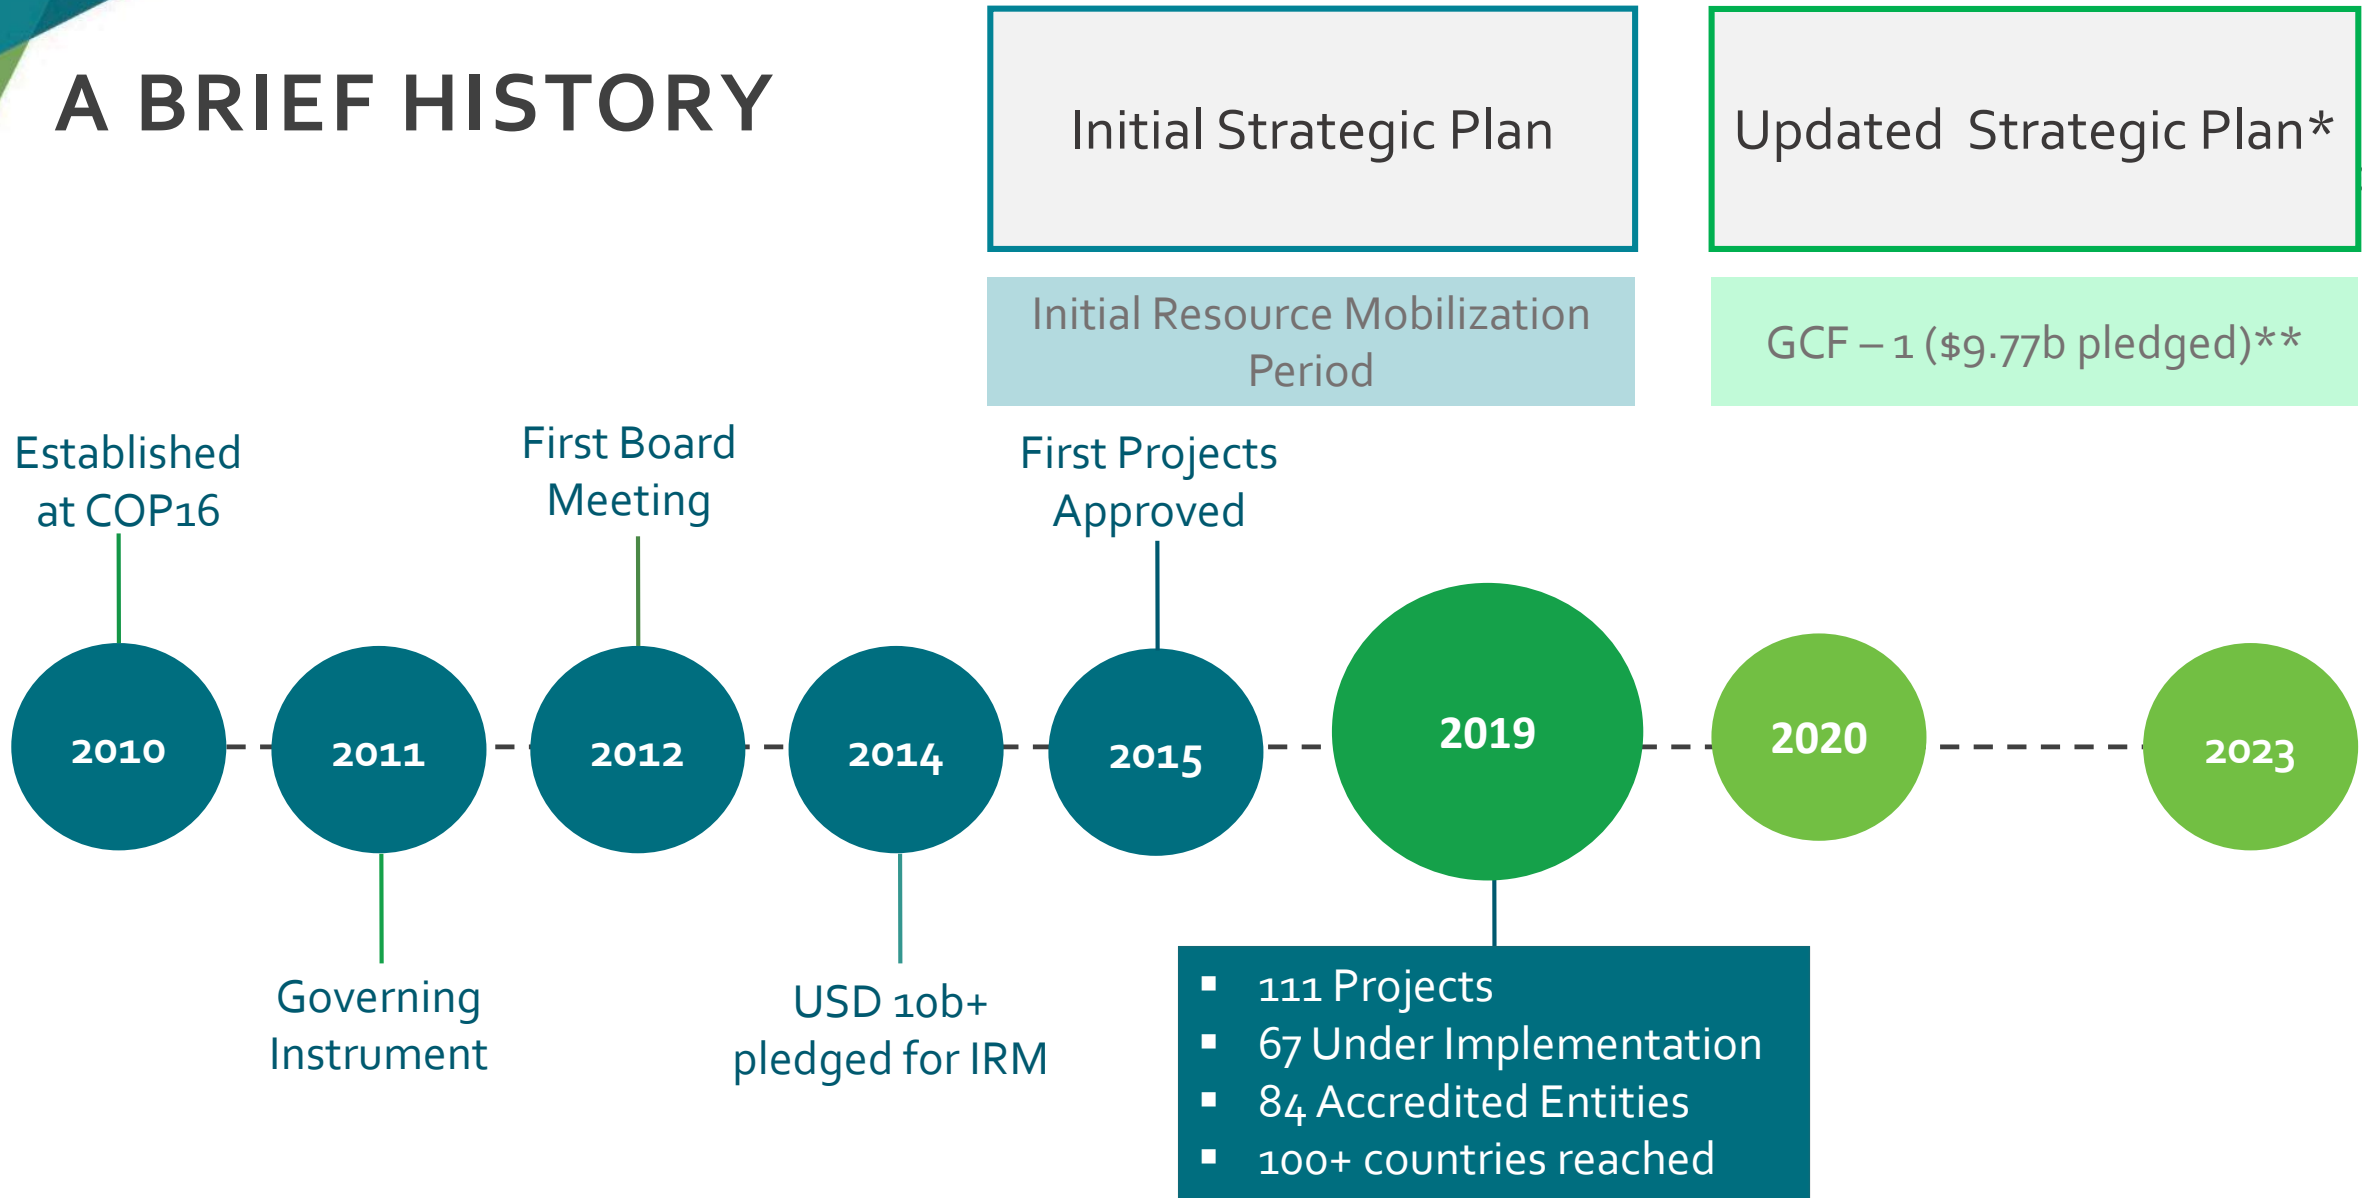 A BRIEF HISTORY
Initial Strategic Plan
Updated Strategic Plan*
Initial Resource Mobilization
Period
GCF – 1 ($9.77b pledged)**
Established
at COP16
First Board
Meeting
First Projects
Approved
2010
2011
2012
2014
2015
2019
2020
2023
Governing
Instrument
USD 10b+
pledged for IRM
▪ 111 Projects
▪ 67 Under Implementation
▪ 84 Accredited Entities
▪ 100+ countries reached